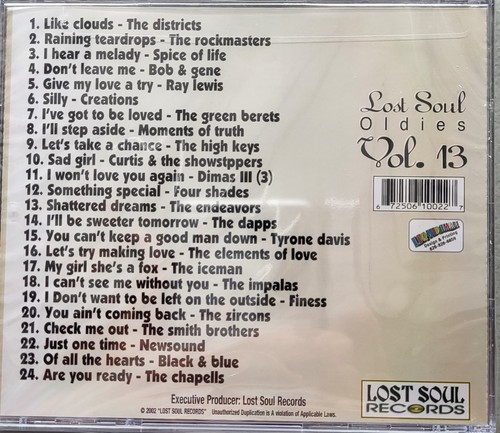 1. Like clouds - The districts
2. Raining teardrops - The rockmasters
3. I hear a melady - Spice of life
4. Don't leave me - Bob & gene
5. Give my love a try - Ray lewis
6. Silly - Creations
7. I've got to be loved - The green berets
8. I'll step aside - Moments of truth
9. Let's take a chance - The high keys
10. Sad girl - Curtis & the showstppers
11. I won't love you again - Dimas III (3)
12. Something special - Four shades
13. Shattered dreams - The endeavors
14. I'll be sweeter tomorrow - The dapps
15. You can't keep a good man down - Tyrone davis
16. Let's try making love - The elements of love
17. My girl she's a fox - The iceman
18. I can't see me without you - The impalas
19. I Don't want to be left on the outside - Finess
20. You ain't coming back - The zircons
21. Check me out - The smith brothers
22. Just one time - Newsound
23. Of all the hearts - Black & blue
24. Are you ready - The chapells
Lost Soul
Oldies
Vol. 13
6 72506 10022 7
Design & Printing
Executive Producer: Lost Soul Records
© 2002 "LOST SOUL RECORDS" Unauthorized Duplication is A violation of Applicable Laws.
LOST SOUL
RECORDS